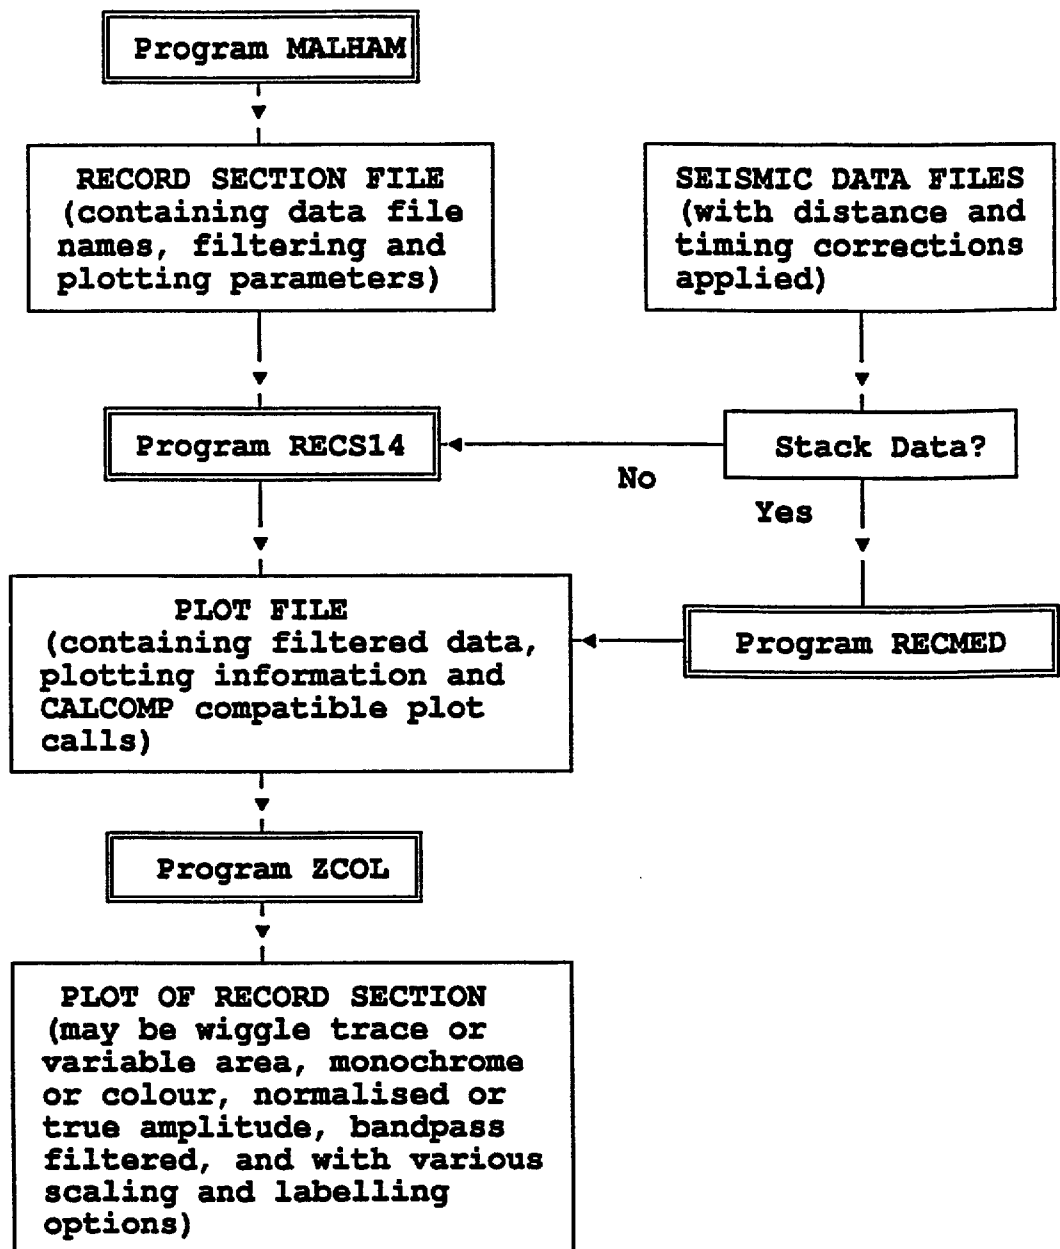 Program MALHAM
RECORD SECTION FILE
(containing data file
names, filtering and
plotting parameters)
SEISMIC DATA FILES
(with distance and
timing corrections
applied)
Program RECS14
Stack Data?
No
Yes
PLOT FILE
(containing filtered data,
plotting information and
CALCOMP compatible plot
calls)
Program RECMED
Program ZCOL
PLOT OF RECORD SECTION
(may be wiggle trace or
variable area, monochrome
or colour, normalised or
true amplitude, bandpass
filtered, and with various
scaling and labelling
options)